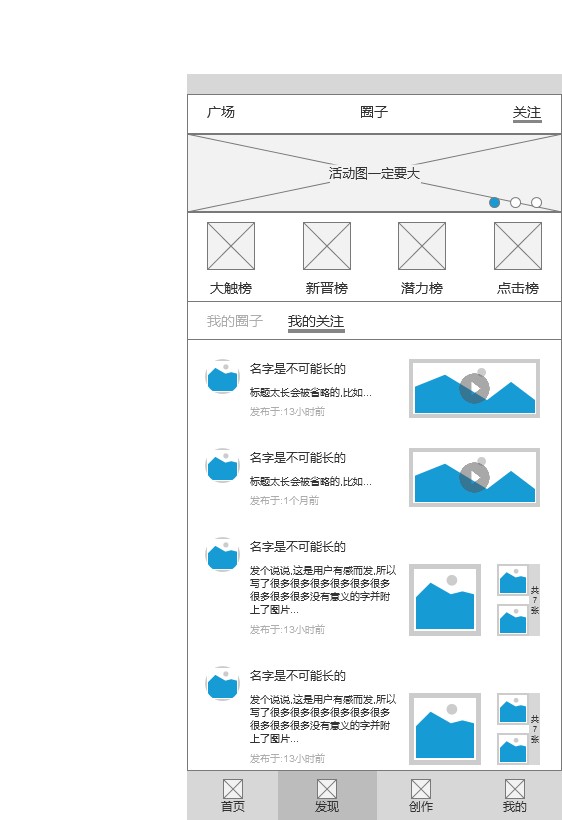 广场 圈子 关注
活动图一定要大
大触榜 新晋榜 潜力榜 点击榜
我的圈子 我的关注
名字是不可能长的
标题太长会被省略的,比如...
发布于:13小时前
名字是不可能长的
标题太长会被省略的,比如...
发布于:1个月前
名字是不可能长的
发个说说,这是用户有感而发,所以
写了很多很多很多很多很多很多
很多很多很多没有意义的字并附
上了图片...
共
7
张
发布于:13小时前
名字是不可能长的
发个说说,这是用户有感而发,所以
写了很多很多很多很多很多很多
很多很多很多没有意义的字并附
上了图片...
共
7
张
发布于:13小时前
首页 发现 创作 我的